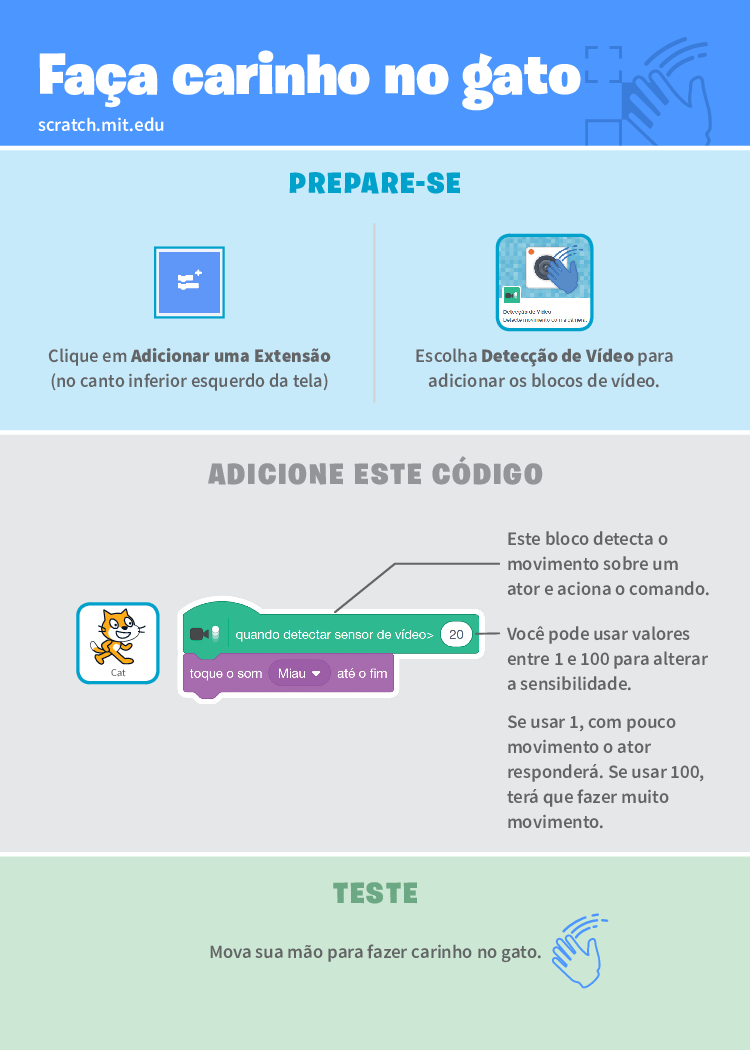 Faça carinho no gato
scratch.mit.edu
PREPARE-SE
Clique em Adicionar uma Extensão
(no canto inferior esquerdo da tela)
Detecção de Vídeo
Escolha Detecção de Vídeo para
adicionar os blocos de vídeo.
ADICIONE ESTE CÓDIGO
Este bloco detecta o
movimento sobre um
ator e aciona o comando.
Cat
quando detectar sensor de vídeo> 20
toque o som Miau até o fim
Você pode usar valores
entre 1 e 100 para alterar
a sensibilidade.
Se usar 1, com pouco
movimento o ator
responderá. Se usar 100,
terá que fazer muito
movimento.
TESTE
Mova sua mão para fazer carinho no gato.